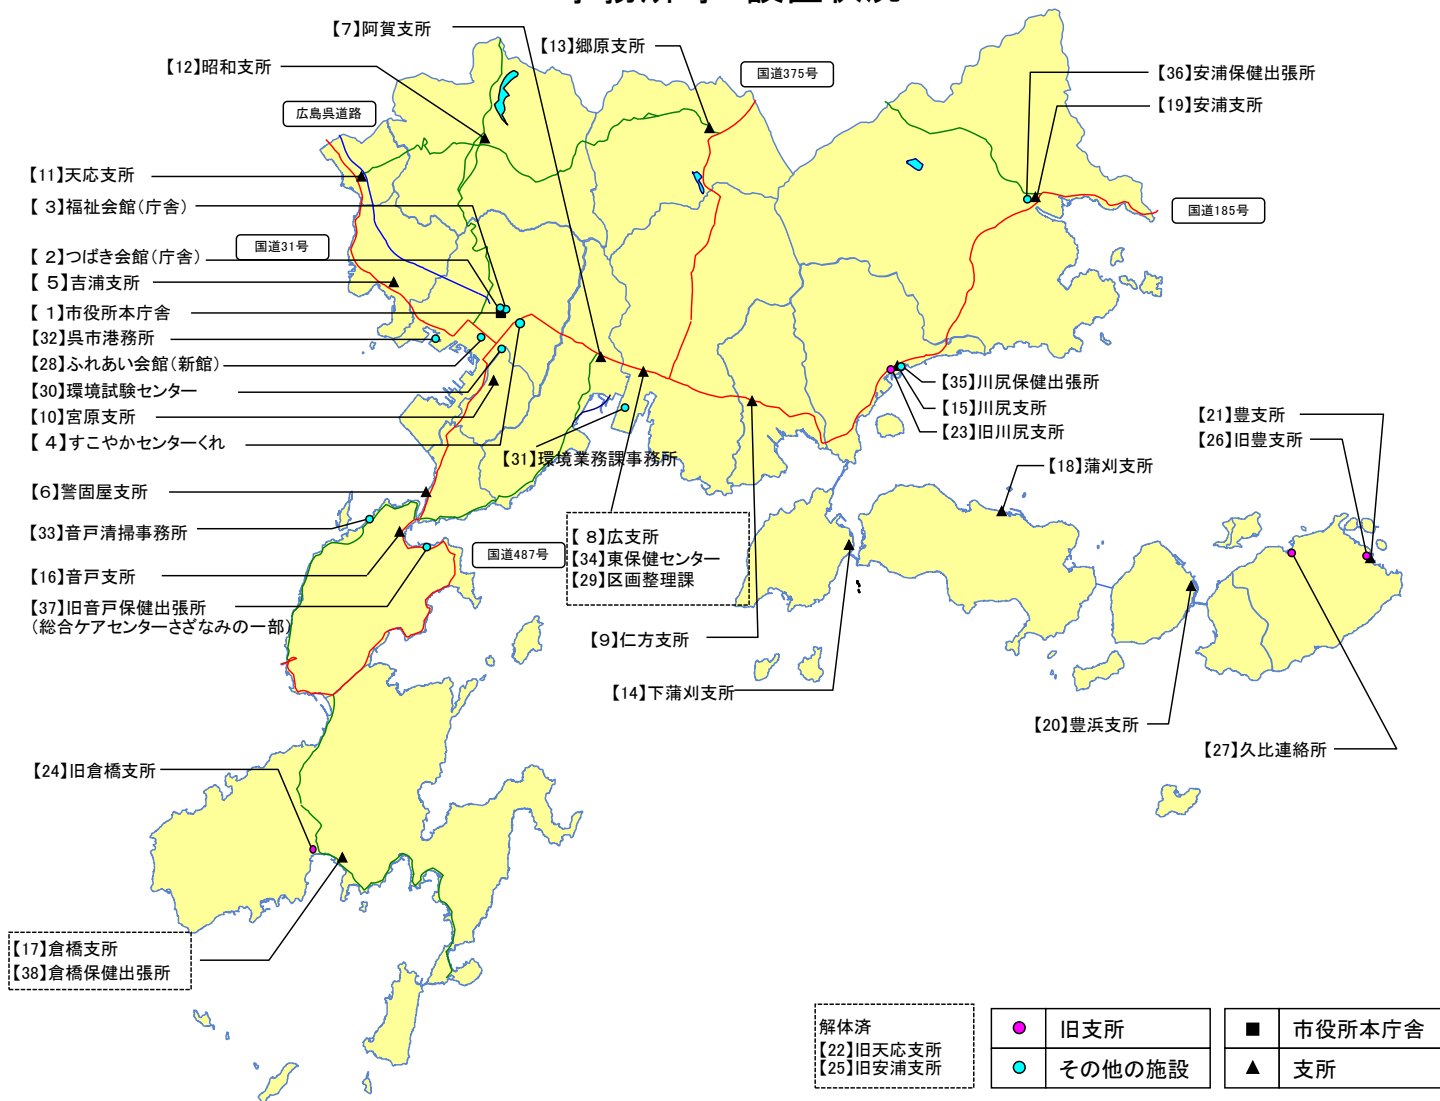 【7】阿賀支所
【13】郷原支所
【12】昭和支所
国道375号
【36】安浦保健出張所
【19】安浦支所
広島呉道路
【11】天応支所
【 3】福祉会館(庁舎)
国道185号
国道31号
【 2】つばき会館(庁舎)
【 5】吉浦支所
【 1】市役所本庁舎
【32】呉市港務所
【28】ふれあい会館(新館)
【30】環境試験センター
【10】宮原支所
【 4】すこやかセンターくれ
【35】川尻保健出張所
【15】川尻支所
【23】旧川尻支所
【21】豊支所
【26】旧豊支所
【31】環境業務課事務所
【18】蒲刈支所
【6】警固屋支所
【33】音戸清掃事務所
【 8】広支所
【34】東保健センター
【29】区画整理課
国道487号
【16】音戸支所
【37】旧音戸保健出張所
(総合ケアセンターさざなみの一部)
【9】仁方支所
【14】下蒲刈支所
【20】豊浜支所
【27】久比連絡所
【24】旧倉橋支所
【17】倉橋支所
【38】倉橋保健出張所
解体済
【22】旧天応支所
【25】旧安浦支所
旧支所
市役所本庁舎
その他の施設
支所